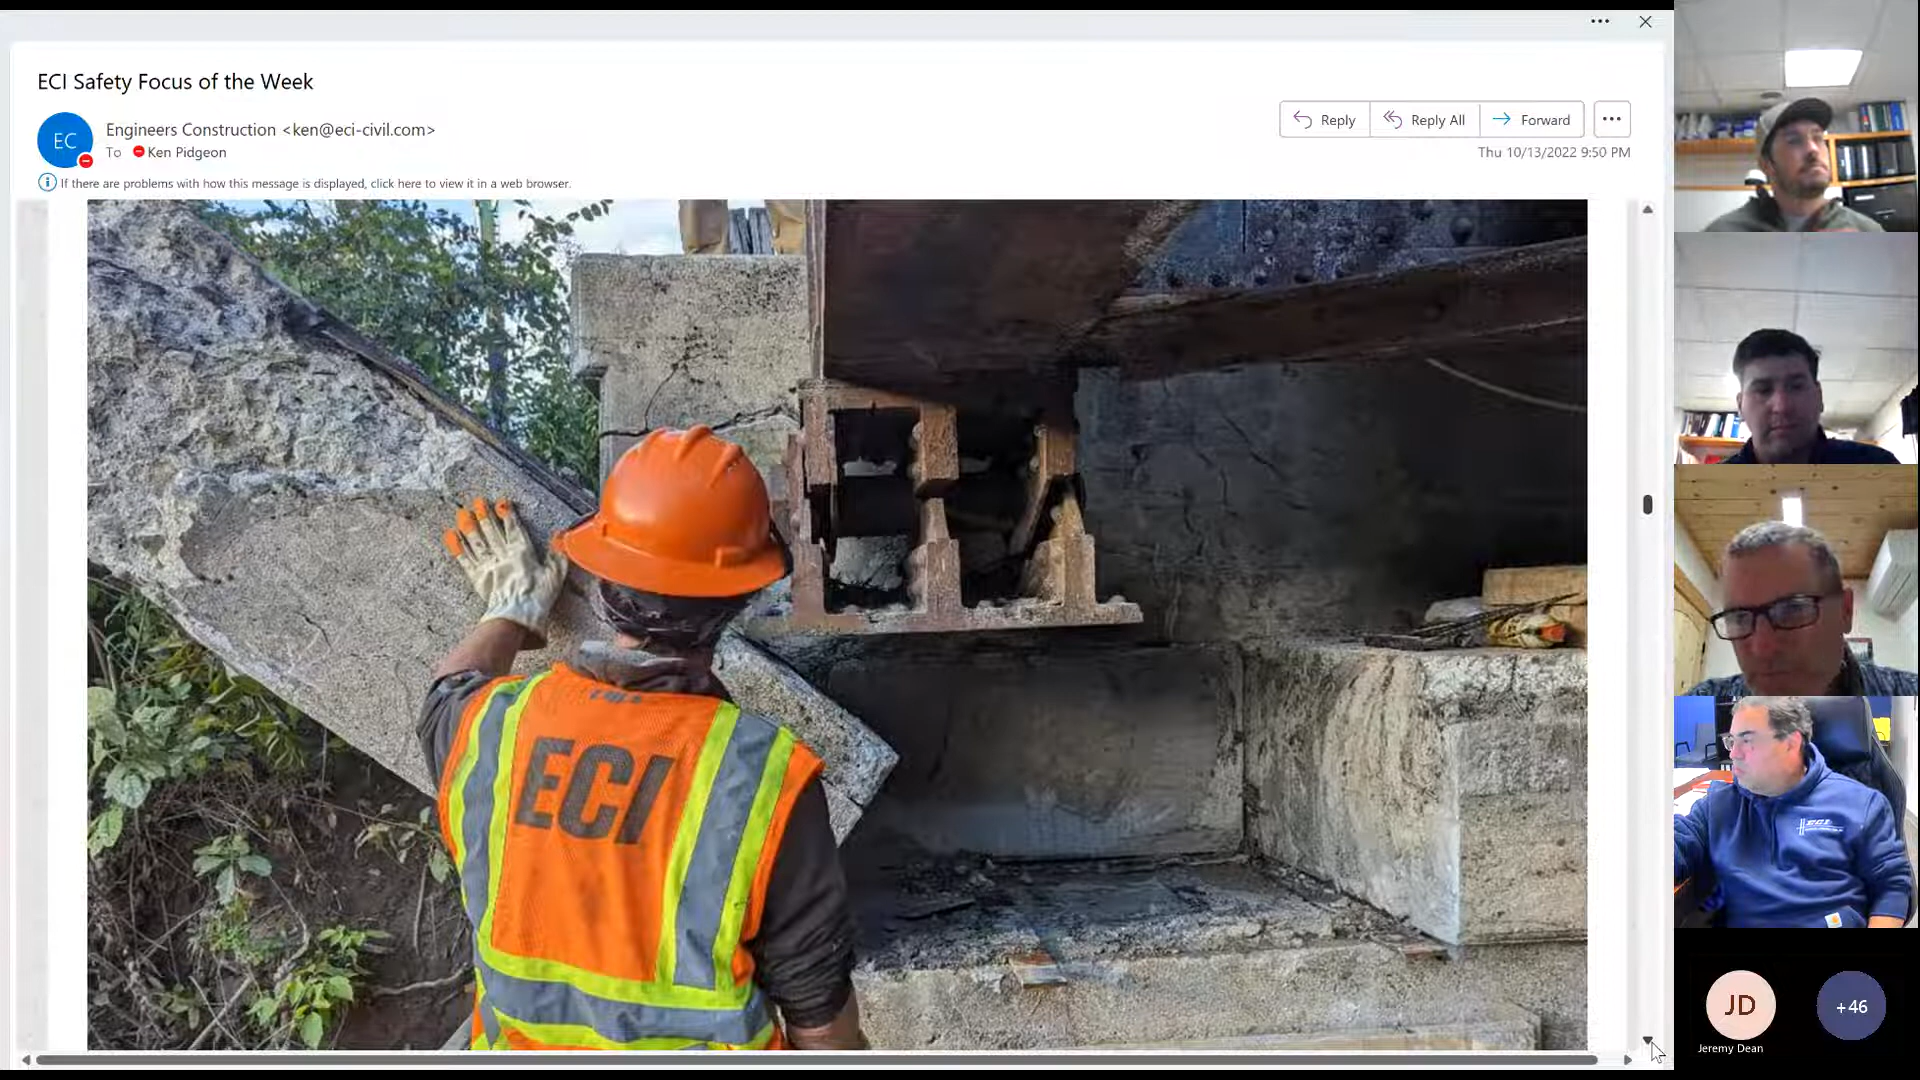 ECI Safety Focus of the Week
EC
Engineers Construction <ken@eci-civil.com>
To Ken Pidgeon
Reply
Reply All
Forward
Thu 10/13/2022 9:50 PM
If there are problems with how this message is displayed, click here to view it in a web browser.
ECI
ECI
JD
+46
Jeremy Dean